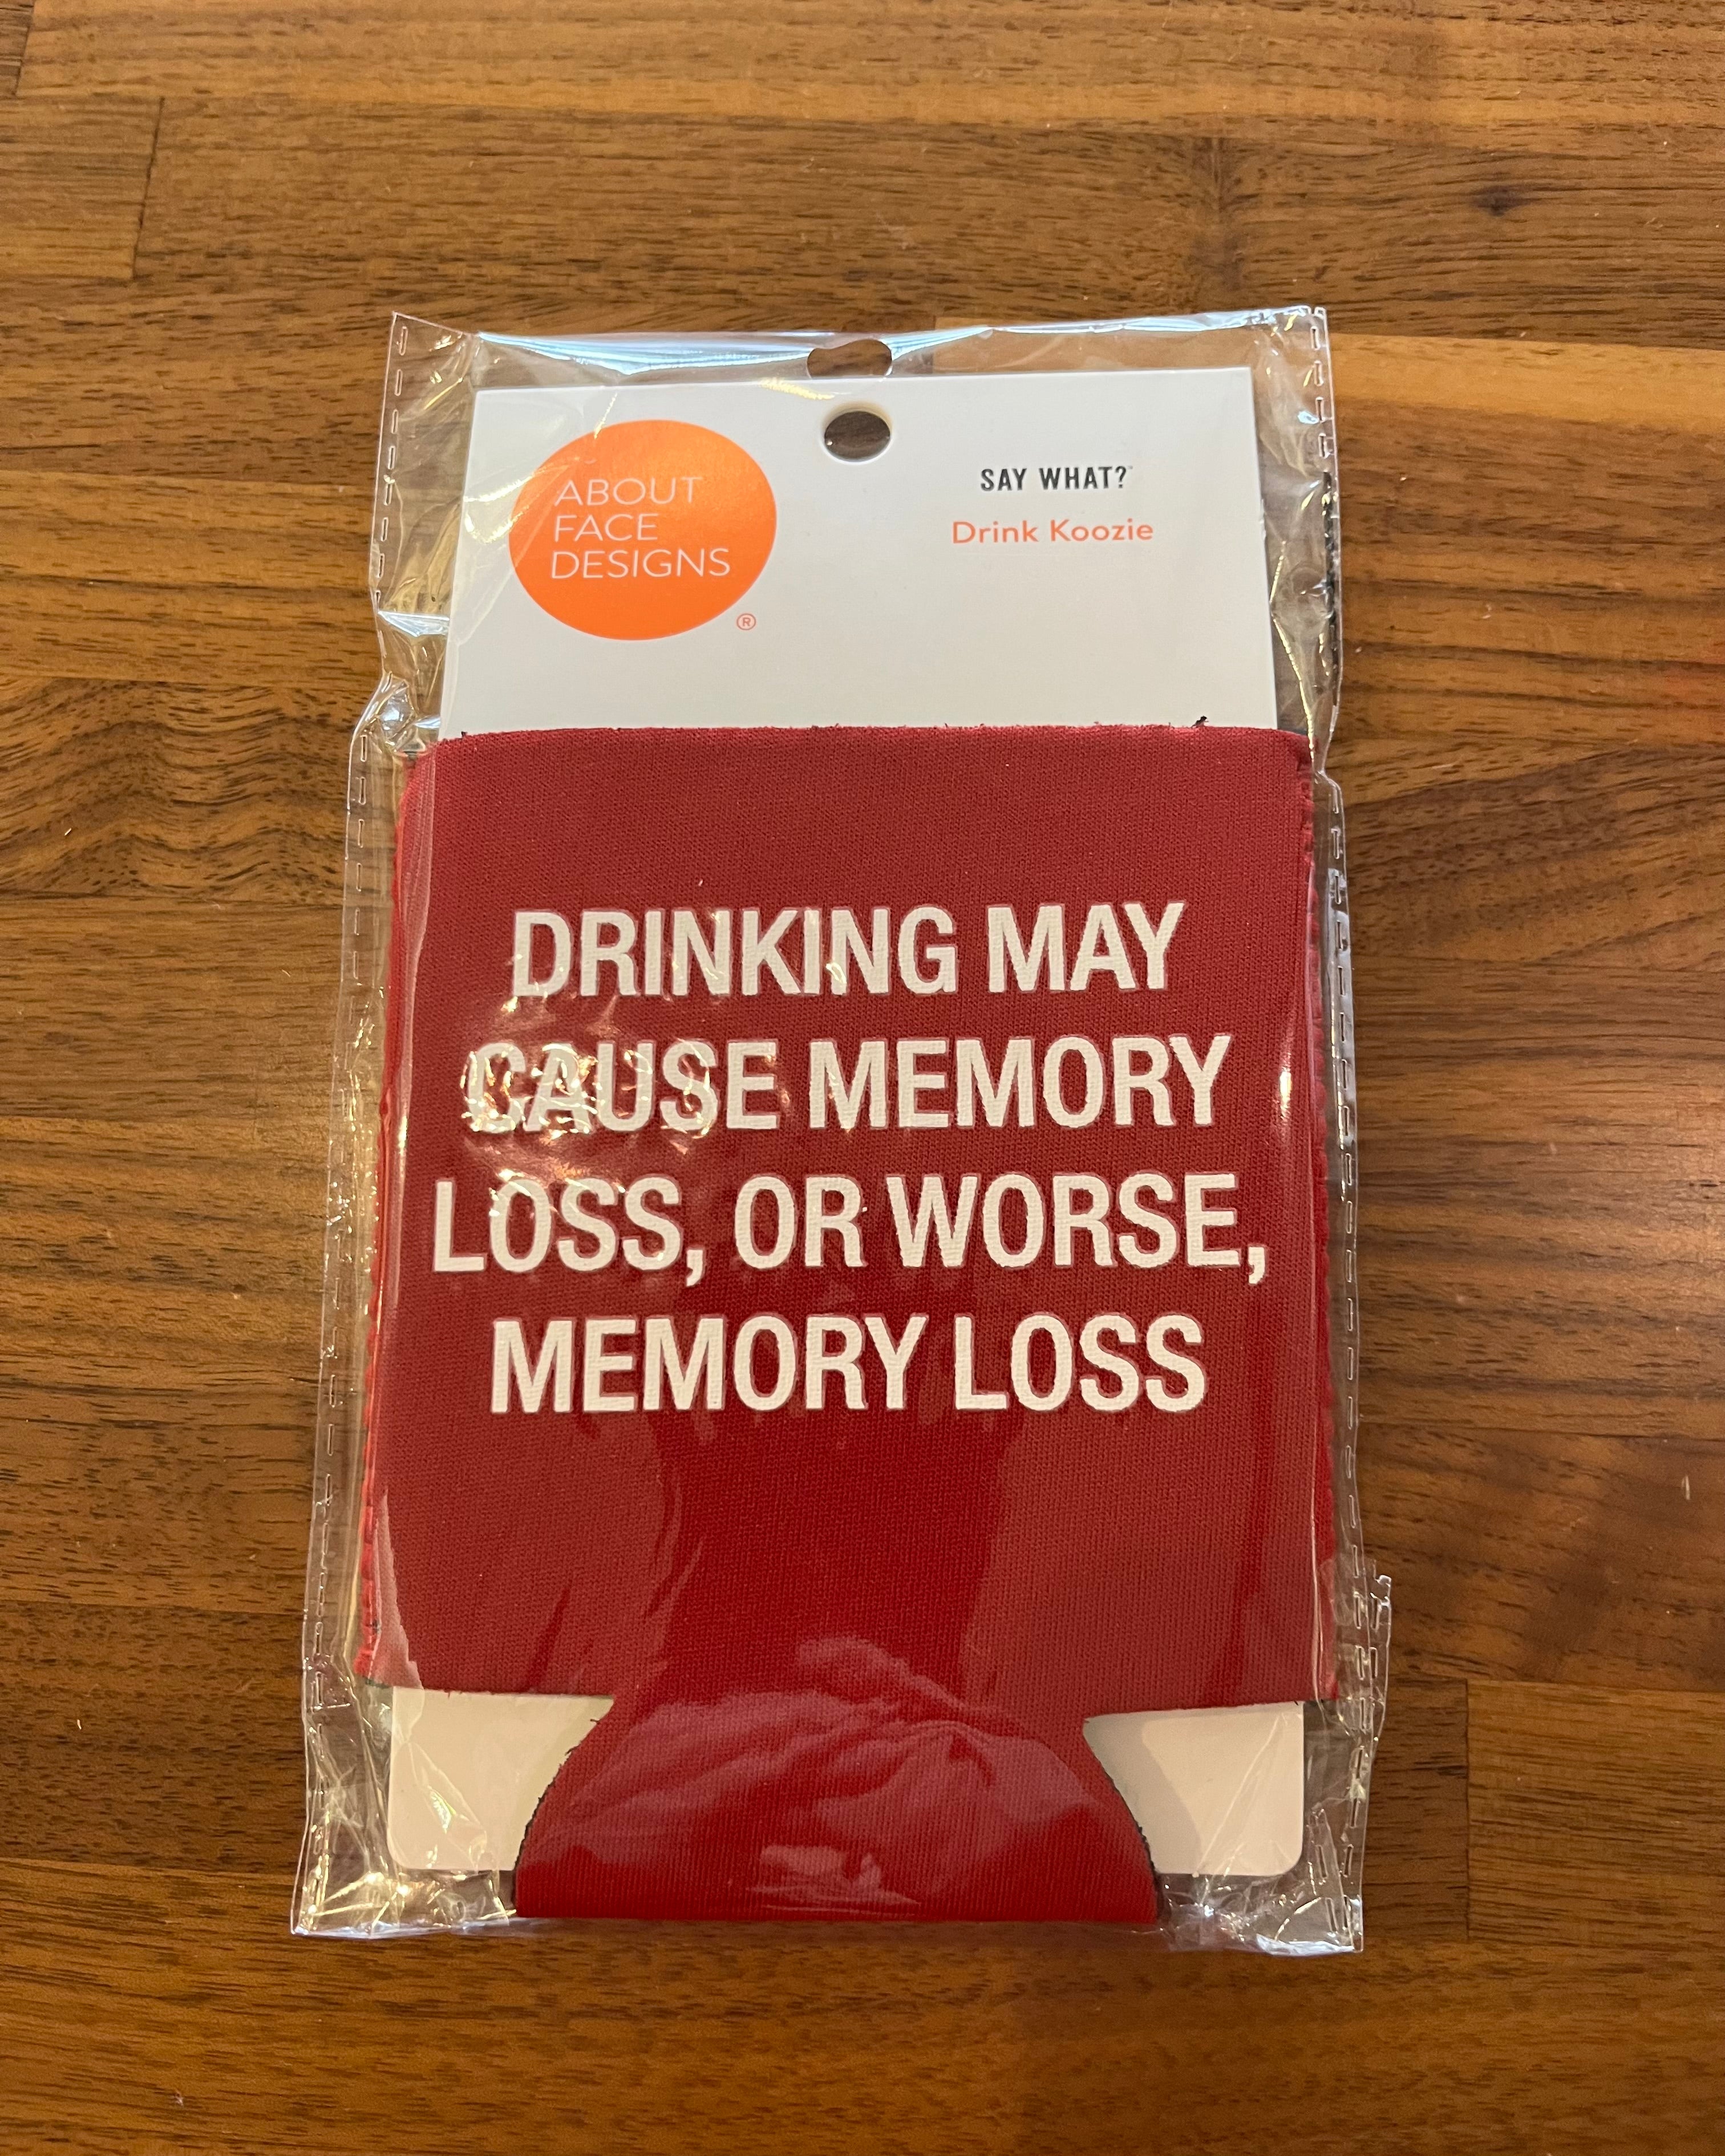 ABOUT
FACE
DESIGNS
®
SAY WHAT?
Drink Koozie
DRINKING MAY
CAUSE MEMORY
LOSS, OR WORSE,
MEMORY LOSS